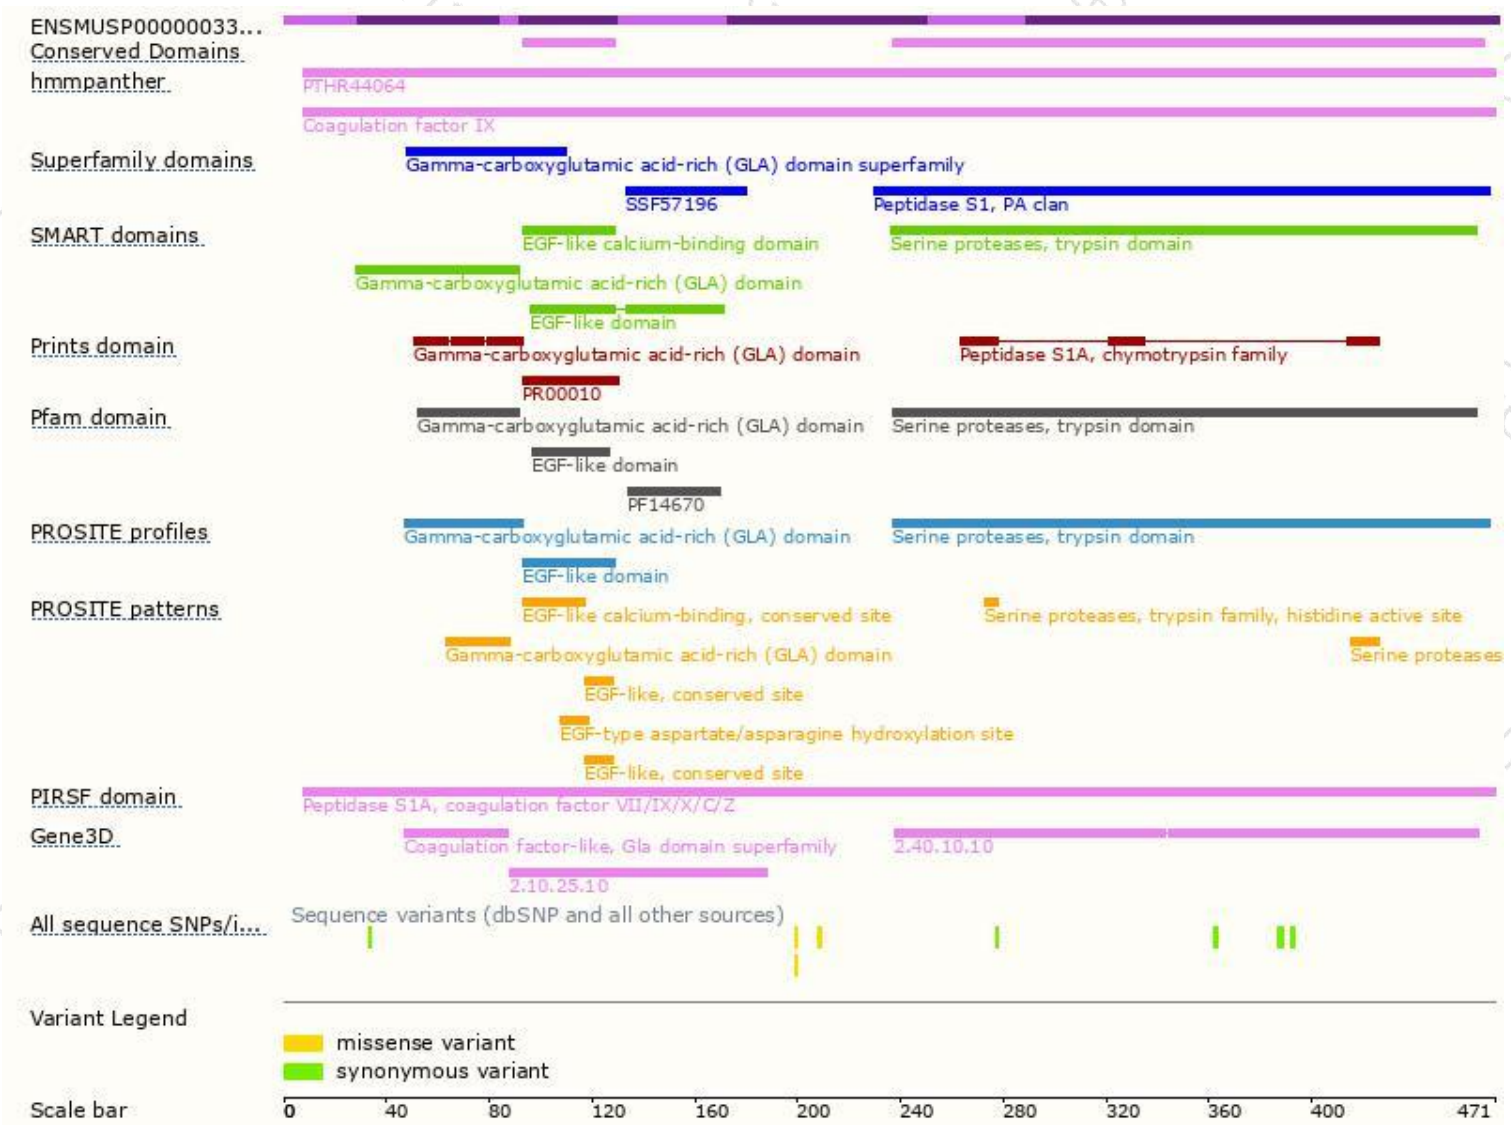 ENSMUSP00000033...
Conserved Domains
hmmpanther
PTHR44064
Coagulation factor IX
Superfamily domains
Gamma-carboxyglutamic acid-rich (GLA) domain superfamily
SSF57196 Peptidase S1, PA clan
SMART domains
EGF-like calcium-binding domain Serine proteases, trypsin domain
Gamma-carboxyglutamic acid-rich (GLA) domain
EGF-like domain
Prints domain
Gamma-carboxyglutamic acid-rich (GLA) domain Peptidase S1A, chymotrypsin family
PR00010
Pfam domain
Gamma-carboxyglutamic acid-rich (GLA) domain Serine proteases, trypsin domain
EGF-like domain
PF14670
PROSITE profiles
Gamma-carboxyglutamic acid-rich (GLA) domain Serine proteases, trypsin domain
EGF-like domain
PROSITE patterns
EGF-like calcium-binding, conserved site Serine proteases, trypsin family, histidine active site
Gamma-carboxyglutamic acid-rich (GLA) domain Serine proteases
EGF-like, conserved site
EGF-type aspartate/asparagine hydroxylation site
EGF-like, conserved site
PIRSF domain
Peptidase S1A, coagulation factor VII/IX/X/C/Z
Gene3D
Coagulation factor-like, Gla domain superfamily 2.40.10.10
2.10.25.10
All sequence SNPs/i... Sequence variants (dbSNP and all other sources)
Variant Legend
missense variant
synonymous variant
Scale bar 0 40 80 120 160 200 240 280 320 360 400 471